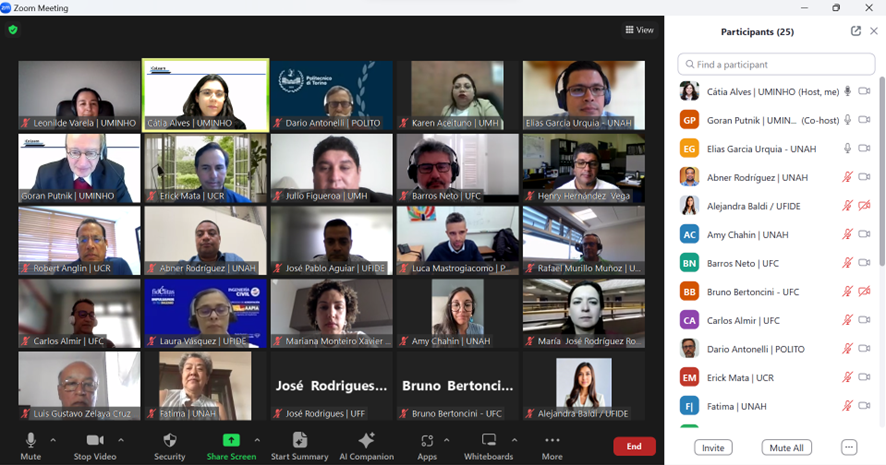 Zoom Meeting
View
Leonilde Varela | UMINHO
Cátia Alves | UMINHO
Politecnico
di Torino
Dario Antonelli | POLITO
Karen Aceituno | UMH
Elias Garcia Urquia - UNAH
Goran Putnik | UMINHO
Erick Mata | UCR
Julio Figueroa | UMH
Barros Neto | UFC
Henry Hernández Vega
Robert Anglin | UCR
Abner Rodríguez | UNAH
José Pablo Aguiar | UFIDE
Luca Mastrogiacomo | P
Rafael Murillo Muñoz | U...
Carlos Almir | UFC
INGENIERÍA
CIVIL
Laura Vásquez | UFIDE
Mariana Monteiro Xavier ...
Amy Chahin | UNAH
María José Rodríguez Ro...
Luis Gustavo Zelaya Cruz
Fatima | UNAH
José Rodrigues...
José Rodrigues | UFF
Bruno Bertonci...
Bruno Bertoncini - UFC
Alejandra Baldi / UFIDE
Mute
Stop Video
Security
Share Screen
Start Summary
AI Companion
Apps
Whiteboards
More
End
Participants (25)
Find a participant
Cátia Alves | UMINHO (Host, me)
GP Goran Putnik | UMIN... (Co-host)
EG Elias Garcia Urquia - UNAH
Abner Rodríguez | UNAH
Alejandra Baldi / UFIDE
AC Amy Chahin | UNAH
BN Barros Neto | UFC
BB Bruno Bertoncini - UFC
CA Carlos Almir | UFC
Dario Antonelli | POLITO
EM Erick Mata | UCR
F| Fatima | UNAH
Invite
Mute All